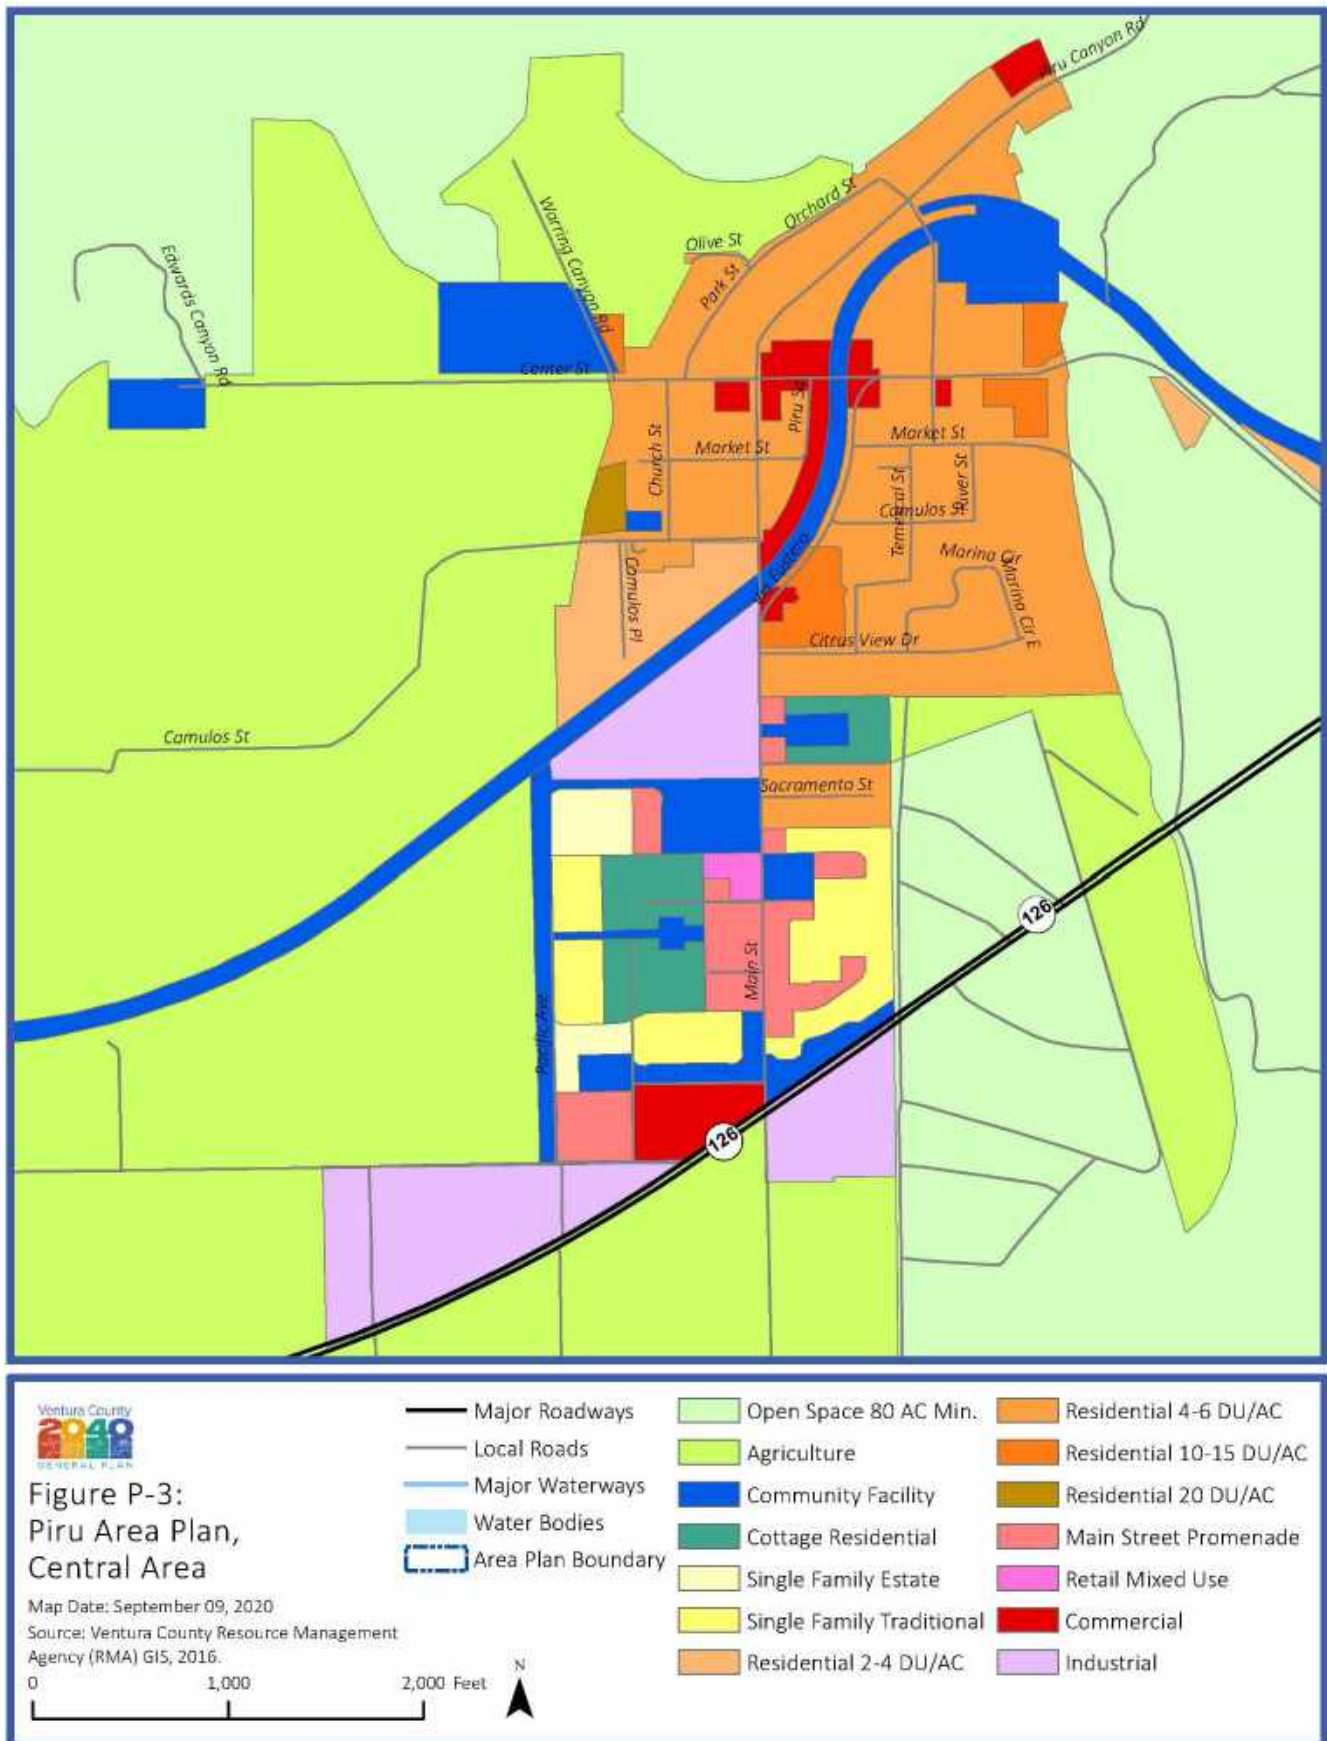 Piru Canyon Rd
Orchard St
Warring Canyon Rd
Olive St
Edwards Canyon Rd
Park St
Center St
Piru Sq
Church St
Market St
Market St
River St
Temescal St
Camulos St
Via Fustero
Marina Cir
Marina Cir E
Camulos Pl
Citrus View Dr
Camulos St
Sacramento St
126
Main St
Pacific Ave
126
Ventura County
2040
GENERAL PLAN
Figure P-3:
Piru Area Plan,
Central Area
Map Date: September 09, 2020
Source: Ventura County Resource Management
Agency (RMA) GIS, 2016.
0 1,000 2,000 Feet
N
Major Roadways
Local Roads
Major Waterways
Water Bodies
Area Plan Boundary
Open Space 80 AC Min.
Agriculture
Community Facility
Cottage Residential
Single Family Estate
Single Family Traditional
Residential 2-4 DU/AC
Residential 4-6 DU/AC
Residential 10-15 DU/AC
Residential 20 DU/AC
Main Street Promenade
Retail Mixed Use
Commercial
Industrial